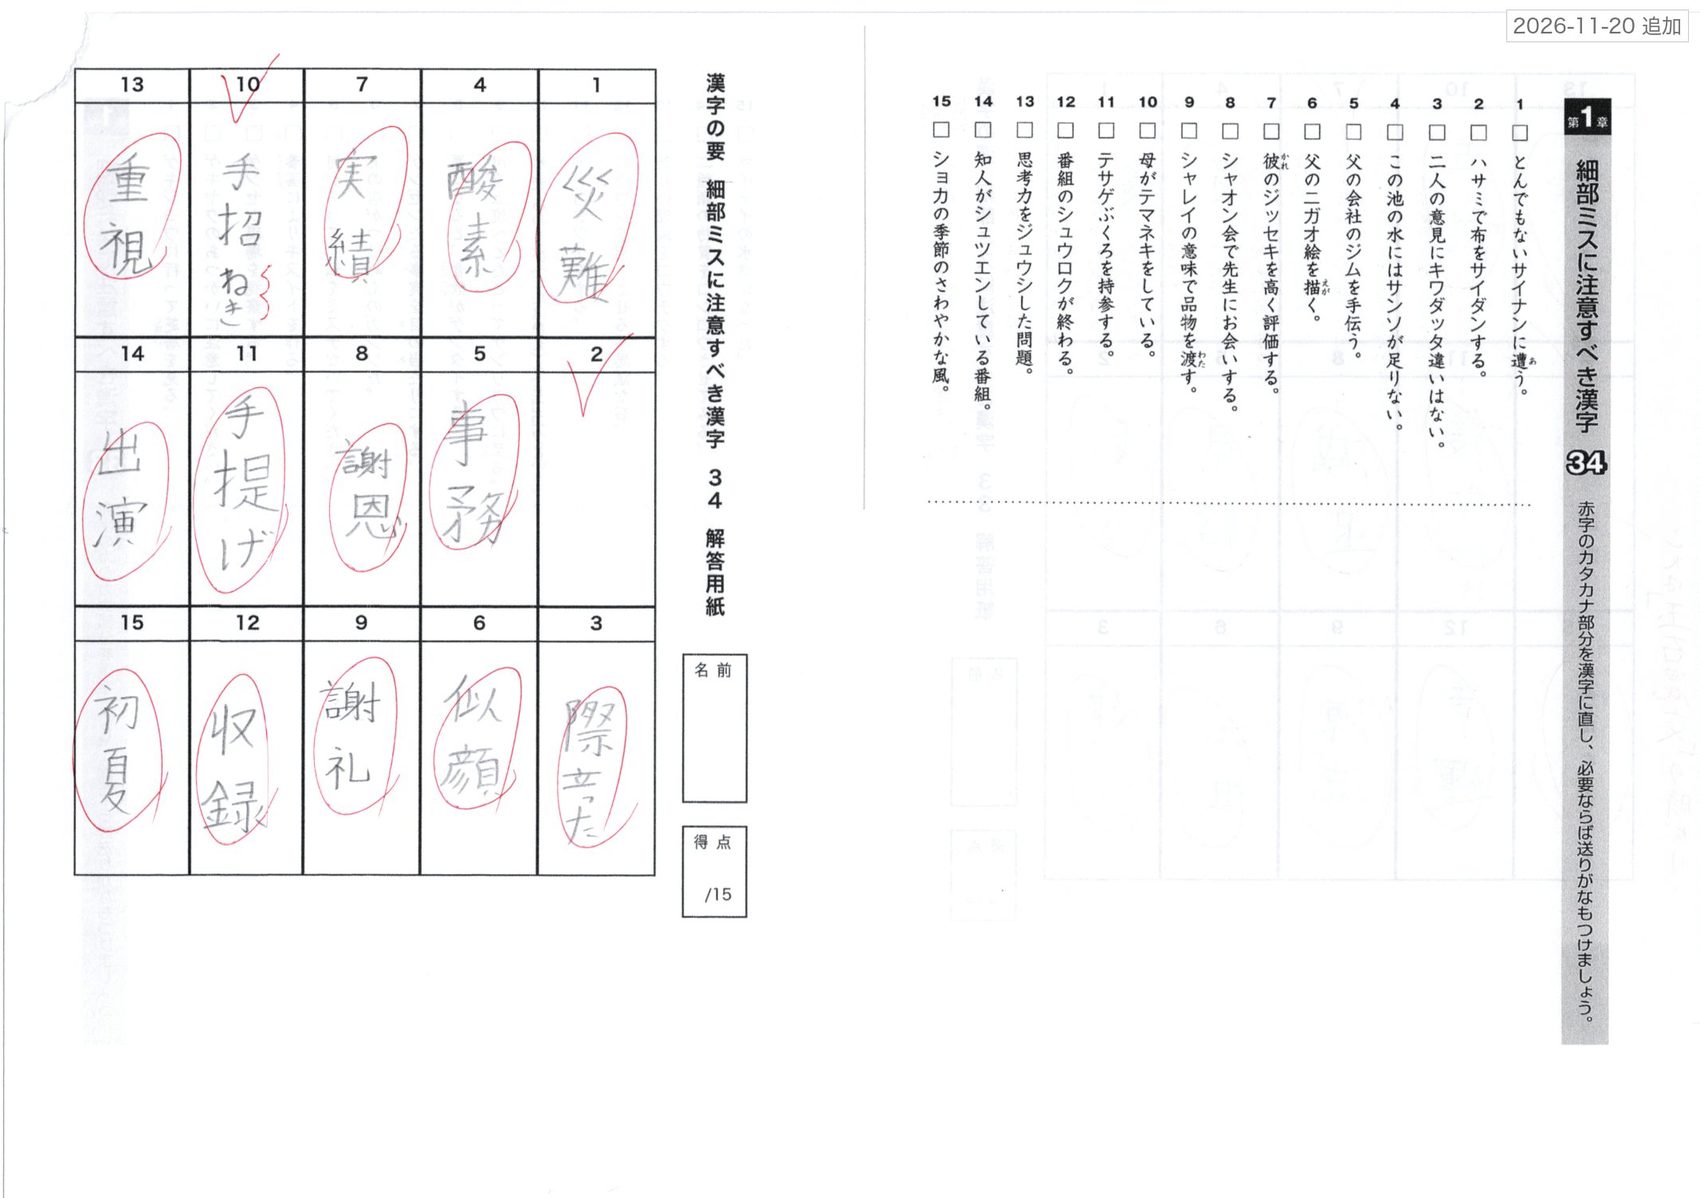 2026-11-20 追加
第1章 細部ミスに注意すべき漢字 34 赤字のカタカナ部分を漢字に直し、必要ならば送りがなもつけましょう。
1 □ とんでもないサイナンに遭う。
あ
2 □ ハサミで布をサイダンする。
3 □ 二人の意見にキワダッタ違いはない。
4 □ この池の水にはサンソが足りない。
5 □ 父の会社のジムを手伝う。
6 □ 父のニガオ絵を描く。
えが
7 □ 彼のジッセキを高く評価する。
かれ
8 □ シャオン会で先生にお会いする。
9 □ シャレイの意味で品物を渡す。
わた
10 □ 母がテマネキをしている。
11 □ テサゲぶくろを持参する。
12 □ 番組のシュウロクが終わる。
13 □ 思考力をジュウシした問題。
14 □ 知人がシュツエンしている番組。
15 □ ショカの季節のさわやかな風。
漢字の要 細部ミスに注意すべき漢字 34 解答用紙
名前
得点
/15
1
災難
2
3
際立った
4
酸素
5
事務
6
似顔
7
実績
8
謝恩
9
謝礼
10
手招ねき
11
手提げ
12
収録
13
重視
14
出演
15
初夏